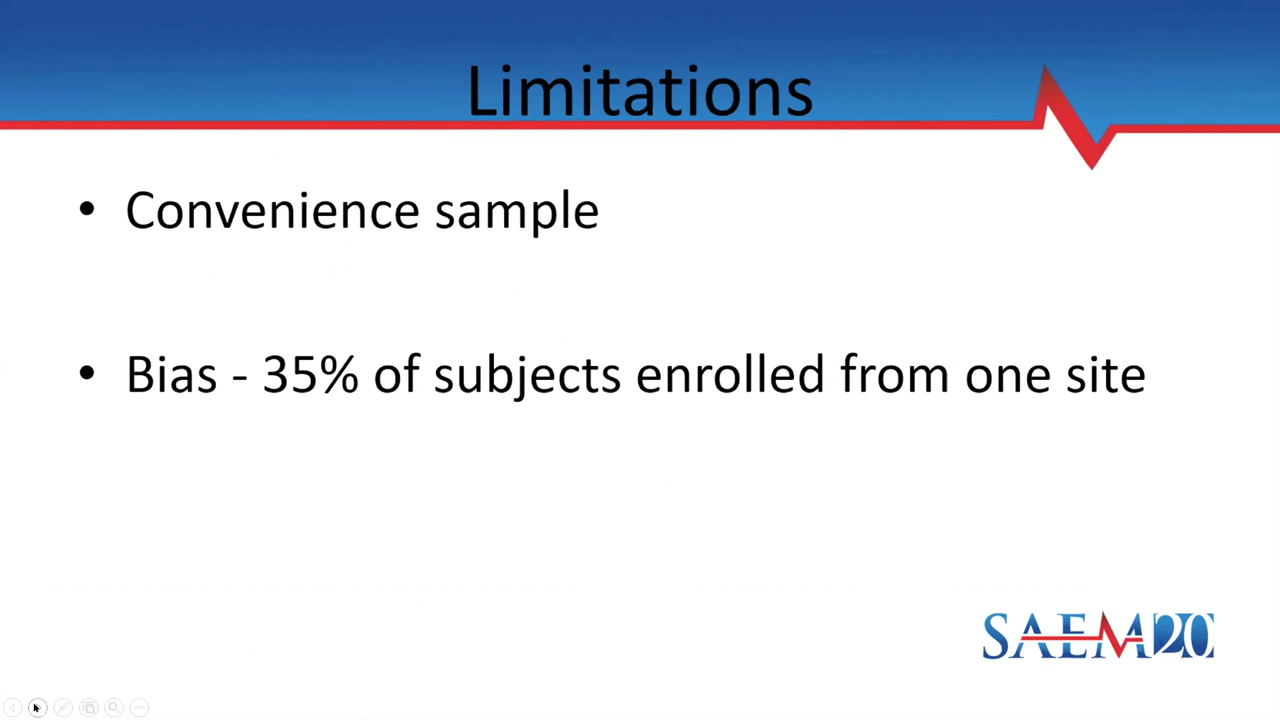 Limitations
• Convenience sample
• Bias - 35% of subjects enrolled from one site
SAEM20